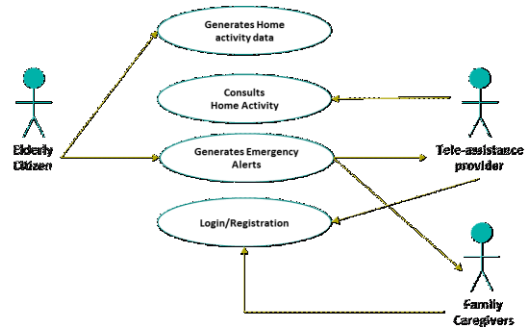 Generates Home
activity data
Consults
Home Activity
Elderly
Citizen
Generates Emergency
Alerts
Tele-assistance
provider
Login/Registration
Family
Caregivers